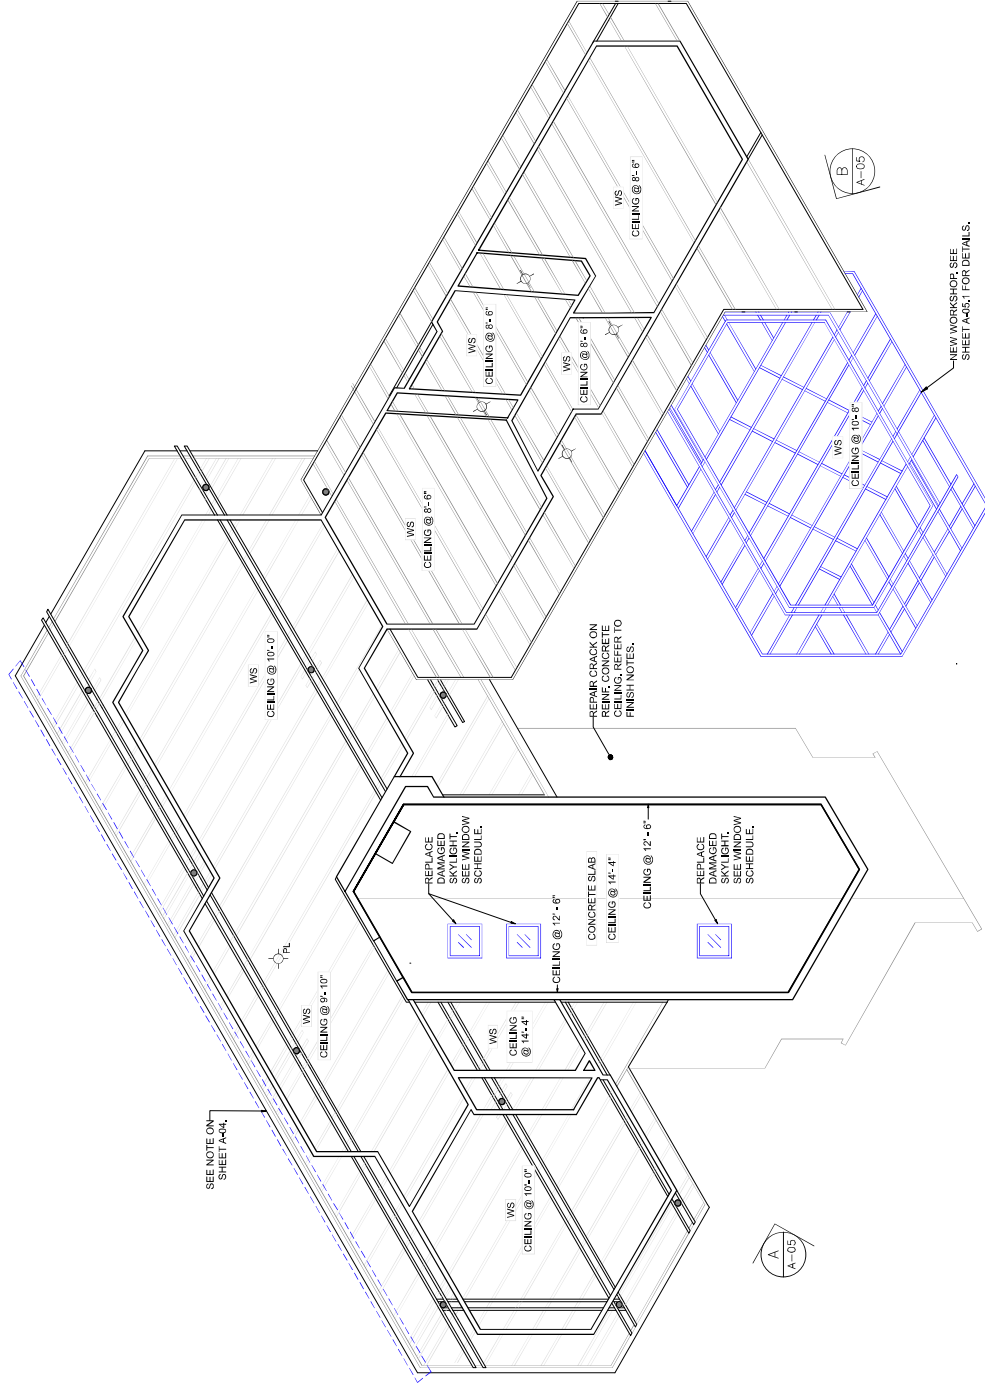 SEE NOTE ON
SHEET A-04.
WS
CEILING @ 9'- 10"
PL
WS
CEILING @ 10'- 0"
WS
CEILING @ 10'- 0"
WS
CEILING
@ 14'- 4"
REPLACE
DAMAGED
SKYLIGHT.
SEE WINDOW
SCHEDULE.
CEILING @ 12' - 6"
CONCRETE SLAB
CEILING @ 14'- 4"
CEILING @ 12' - 6"
REPLACE
DAMAGED
SKYLIGHT.
SEE WINDOW
SCHEDULE.
REPAIR CRACK ON
REINF. CONCRETE
CEILING. REFER TO
FINISH NOTES.
WS
CEILING @ 8'- 6"
WS
CEILING @ 8'- 6"
WS
CEILING @ 8'- 6"
WS
CEILING @ 8'- 6"
WS
CEILING @ 10'- 8"
NEW WORKSHOP. SEE
SHEET A-05.1 FOR DETAILS.
A
A-05
B
A-05